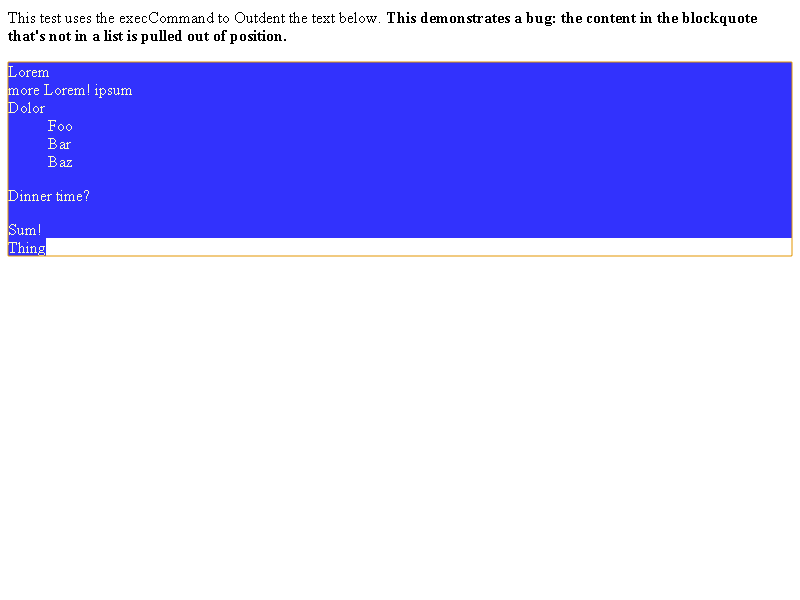 This test uses the execCommand to Outdent the text below. This demonstrates a bug: the content in the blockquote
that's not in a list is pulled out of position.
Lorem
more Lorem! ipsum
Dolor
Foo
Bar
Baz
Dinner time?
Sum!
Thing